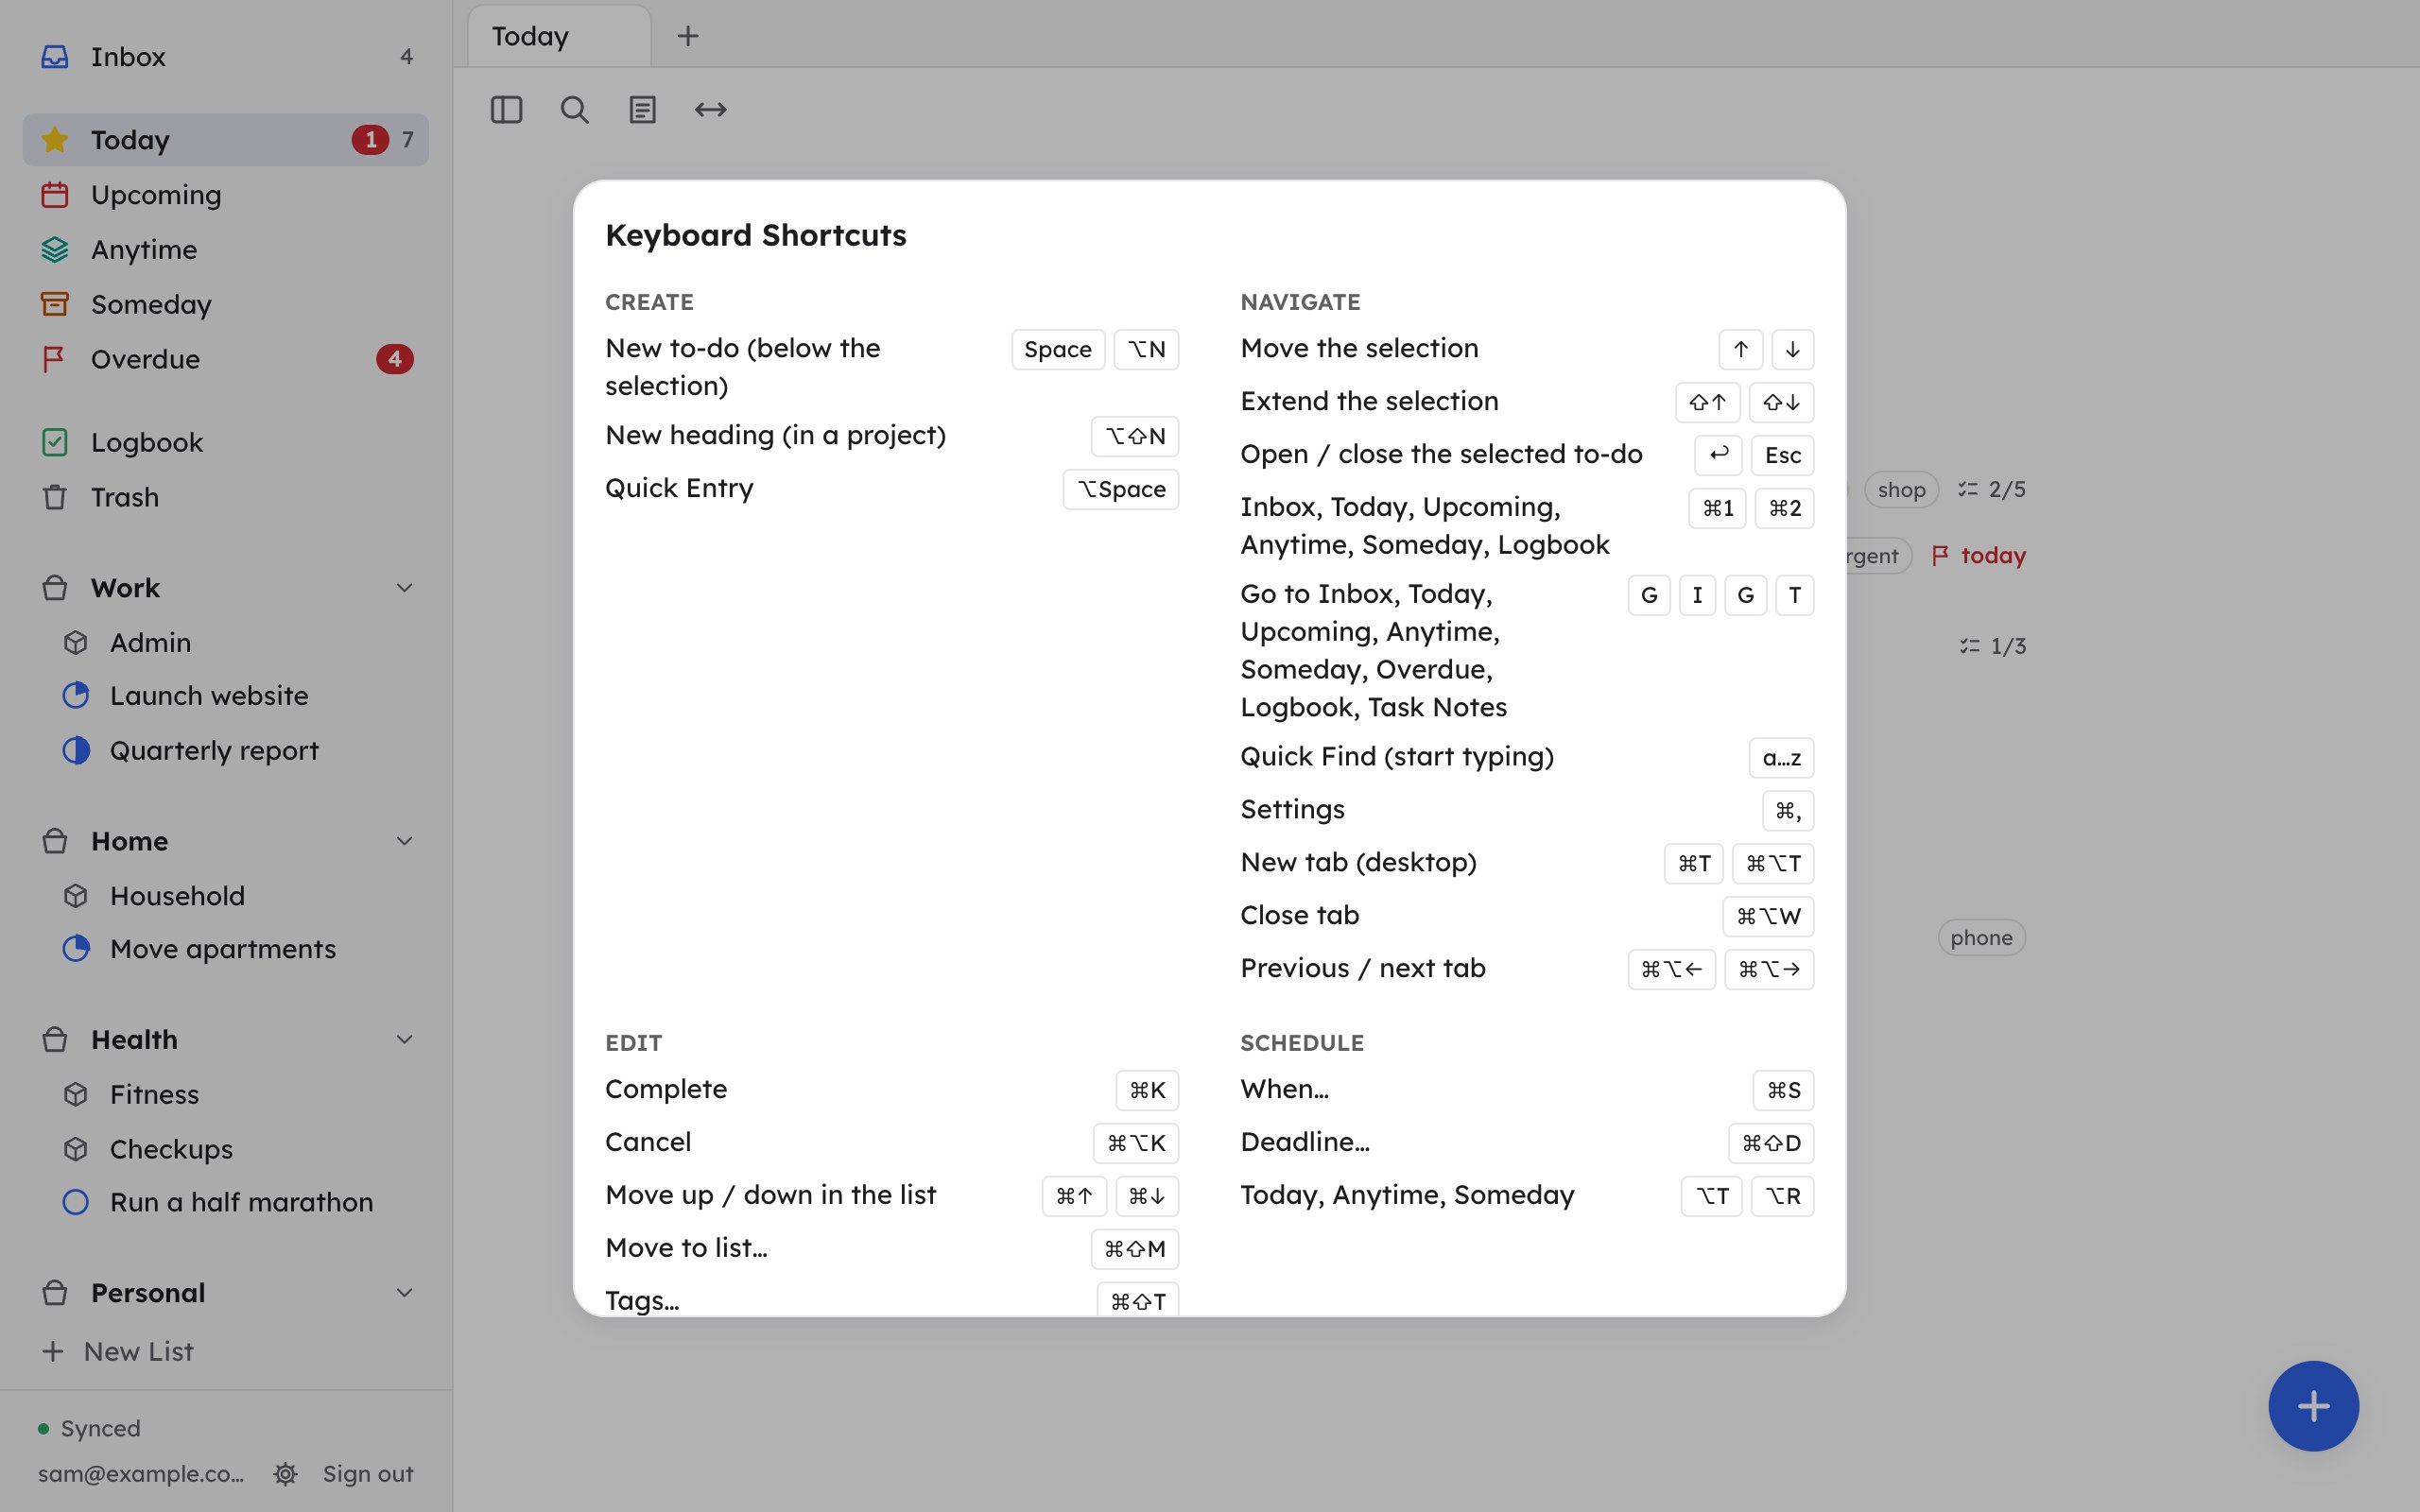 Inbox 4
Today 1 7
Upcoming
Anytime
Someday
Overdue 4
Logbook
Trash
Work
Admin
Launch website
Quarterly report
Home
Household
Move apartments
Health
Fitness
Checkups
Run a half marathon
Personal
New List
Synced
sam@example.co…
Sign out
Today
Keyboard Shortcuts
CREATE
New to-do (below the Space ⌥N
selection)
New heading (in a project) ⌥⇧N
Quick Entry ⌥Space
NAVIGATE
Move the selection ↑ ↓
Extend the selection ⇧↑ ⇧↓
Open / close the selected to-do ↩ Esc
Inbox, Today, Upcoming, ⌘1 ⌘2
Anytime, Someday, Logbook
Go to Inbox, Today, G I G T
Upcoming, Anytime,
Someday, Overdue,
Logbook, Task Notes
Quick Find (start typing) a…z
Settings ⌘,
New tab (desktop) ⌘T ⌘⌥T
Close tab ⌘⌥W
Previous / next tab ⌘⌥← ⌘⌥→
EDIT
Complete ⌘K
Cancel ⌘⌥K
Move up / down in the list ⌘↑ ⌘↓
Move to list… ⌘⇧M
Tags… ⌘⇧T
SCHEDULE
When… ⌘S
Deadline… ⌘⇧D
Today, Anytime, Someday ⌥T ⌥R
shop 2/5
rgent today
1/3
phone